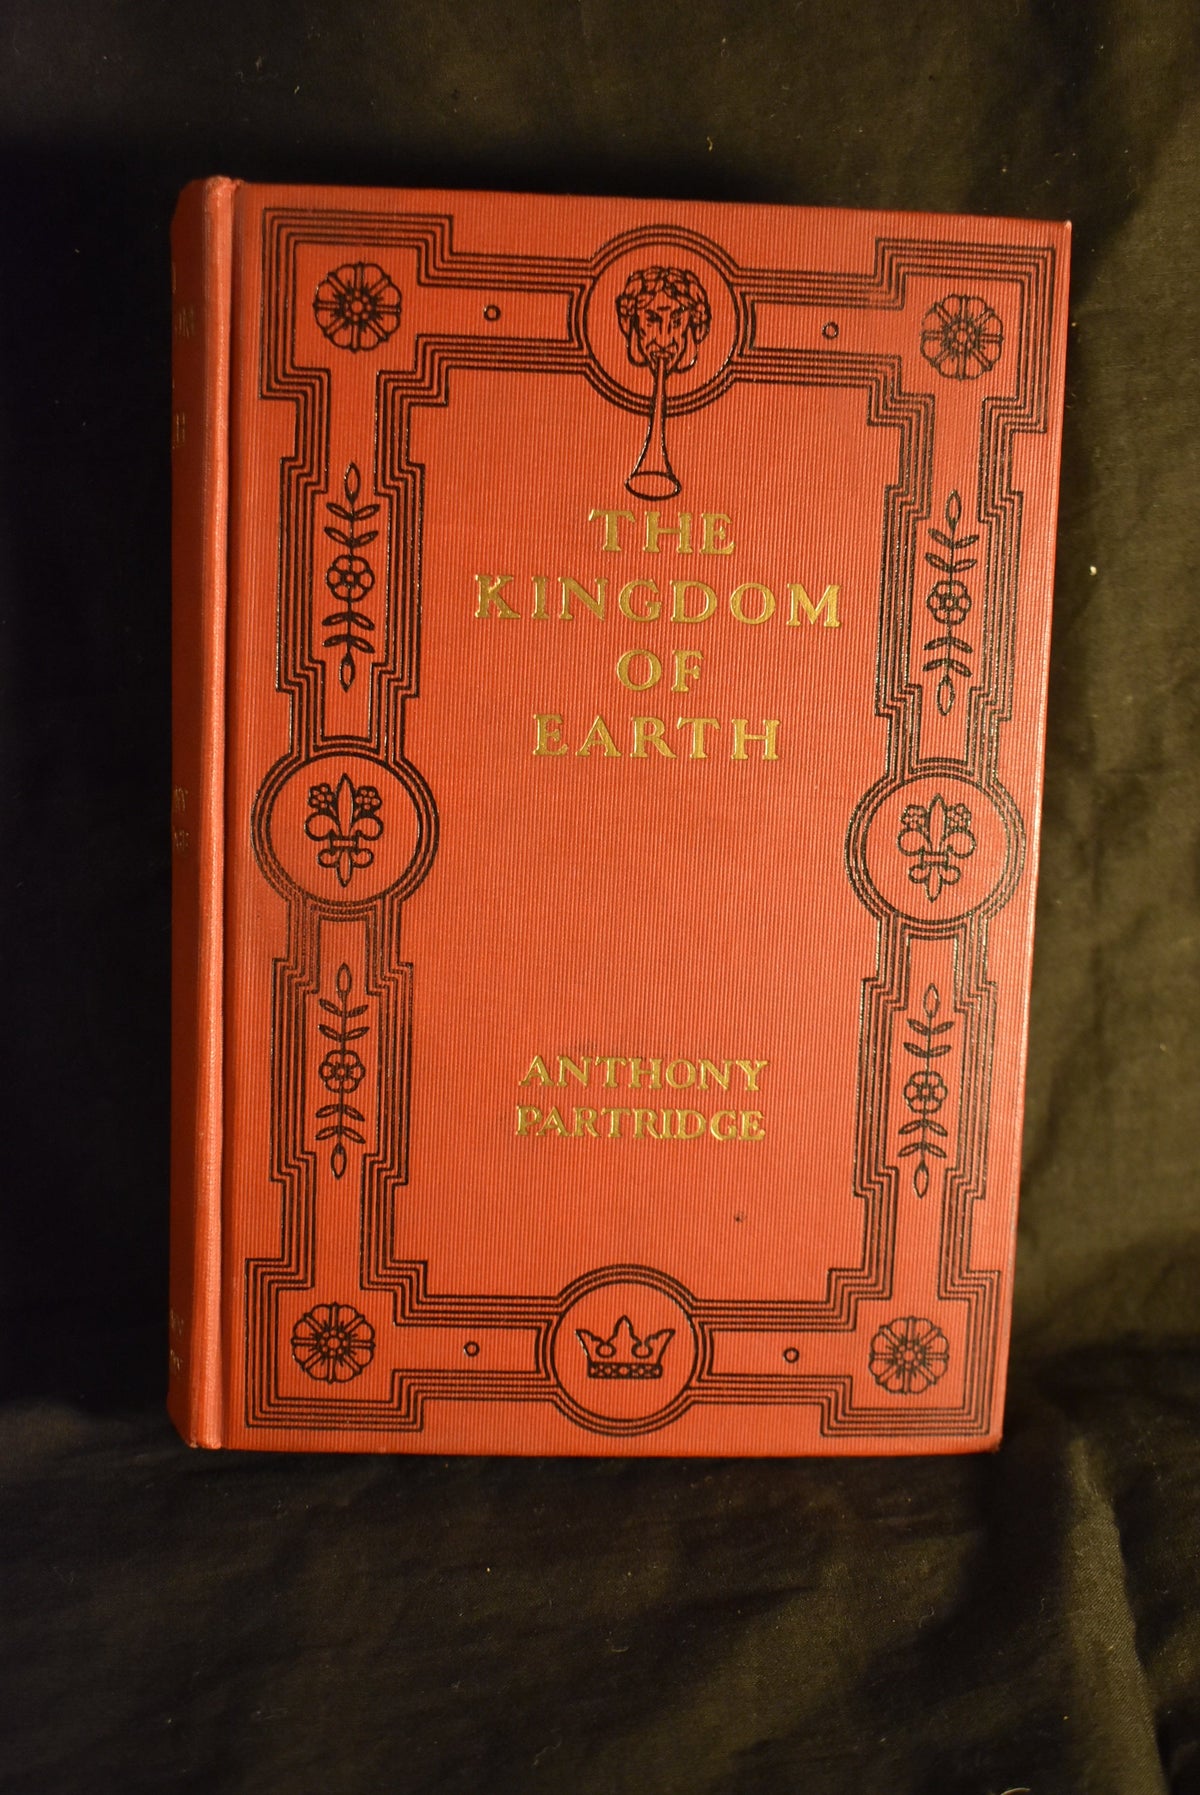 THE
KINGDOM
OF
EARTH
ANTHONY
PARTRIDGE